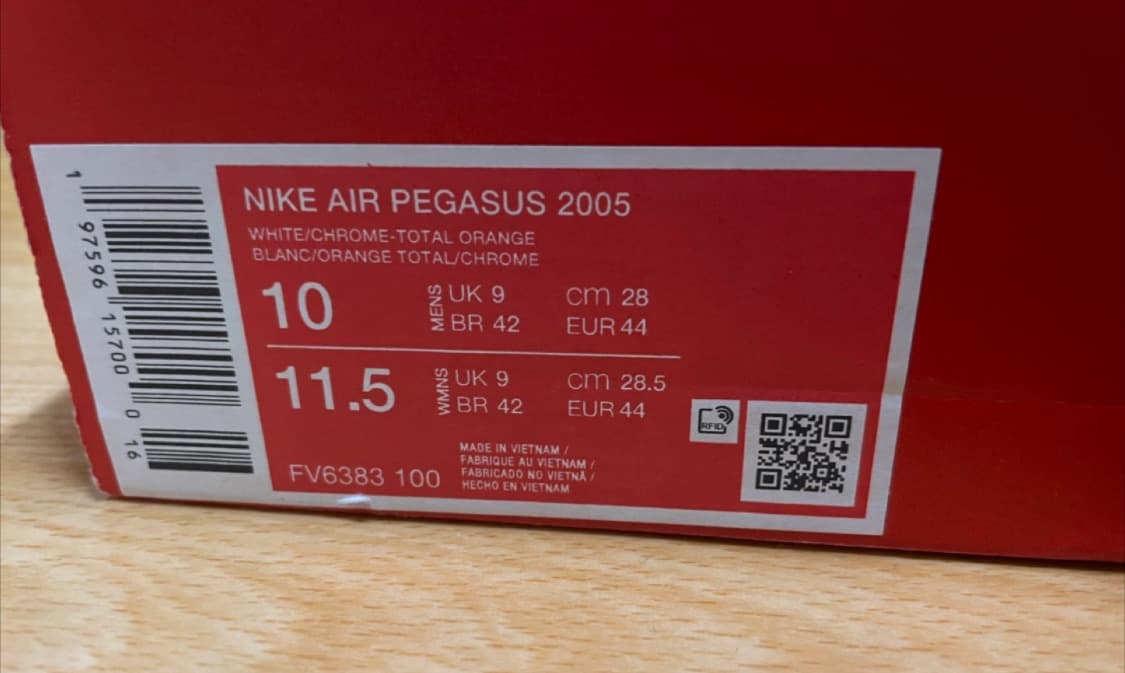 1 97596 15700 0 16
NIKE AIR PEGASUS 2005
WHITE/CHROME-TOTAL ORANGE
BLANC/ORANGE TOTAL/CHROME
10
MENS
UK 9 cm 28
BR 42 EUR 44
11.5
WMNS
UK 9 cm 28.5
BR 42 EUR 44
RFID
FV6383 100
MADE IN VIETNAM /
FABRIQUE AU VIETNAM /
FABRICADO NO VIETNÃ /
HECHO EN VIETNAM